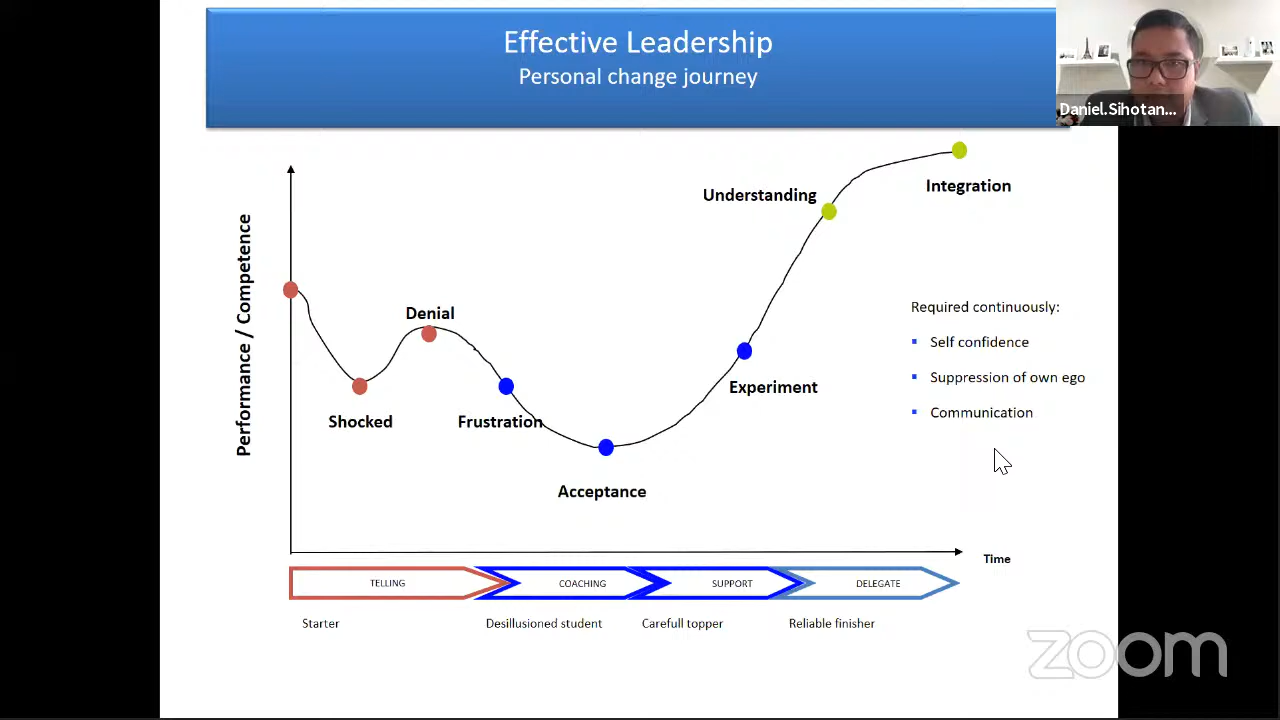 Effective Leadership
Personal change journey
Daniel.Sihotan...
Performance / Competence
Understanding
Integration
Denial
Shocked
Frustration
Acceptance
Experiment
Required continuously:
Self confidence
Suppression of own ego
Communication
Time
TELLING
COACHING
SUPPORT
DELEGATE
Starter
Desillusioned student
Carefull topper
Reliable finisher
zoom